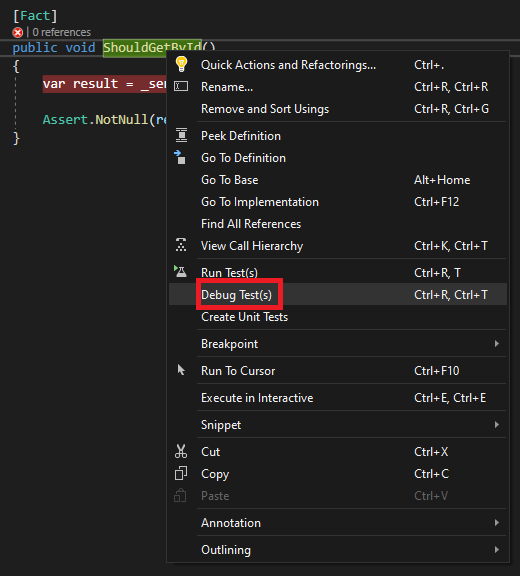 [Fact]
| 0 references
public void ShouldGetById()
{
var result = _ser
Assert.NotNull(re
}
Quick Actions and Refactorings... Ctrl+.
Rename... Ctrl+R, Ctrl+R
Remove and Sort Usings Ctrl+R, Ctrl+G
Peek Definition
Go To Definition
Go To Base Alt+Home
Go To Implementation Ctrl+F12
Find All References
View Call Hierarchy Ctrl+K, Ctrl+T
Run Test(s) Ctrl+R, T
Debug Test(s) Ctrl+R, Ctrl+T
Create Unit Tests
Breakpoint
Run To Cursor Ctrl+F10
Execute in Interactive Ctrl+E, Ctrl+E
Snippet
Cut Ctrl+X
Copy Ctrl+C
Paste Ctrl+V
Annotation
Outlining